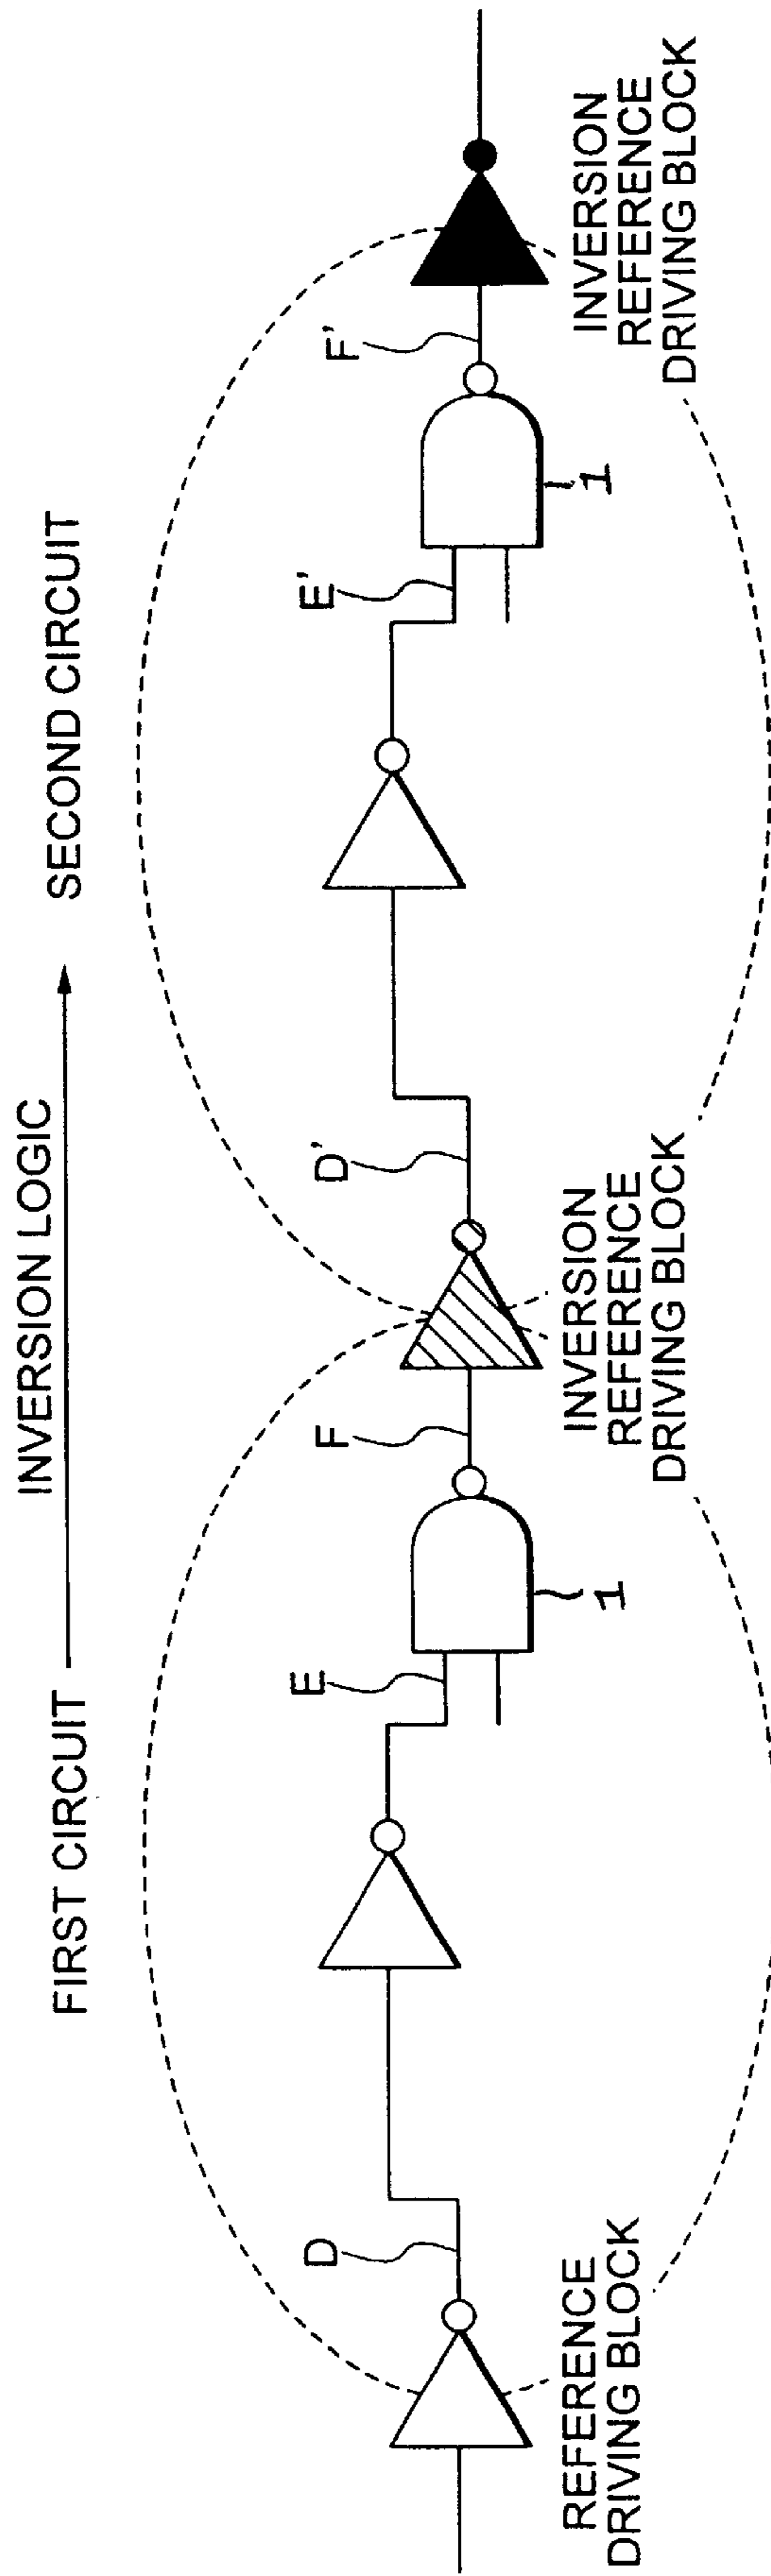 FIRST CIRCUIT
INVERSION LOGIC
SECOND CIRCUIT
D
E
F
D'
E'
F'
1
1
REFERENCE
DRIVING BLOCK
INVERSION
REFERENCE
DRIVING BLOCK
INVERSION
REFERENCE
DRIVING BLOCK